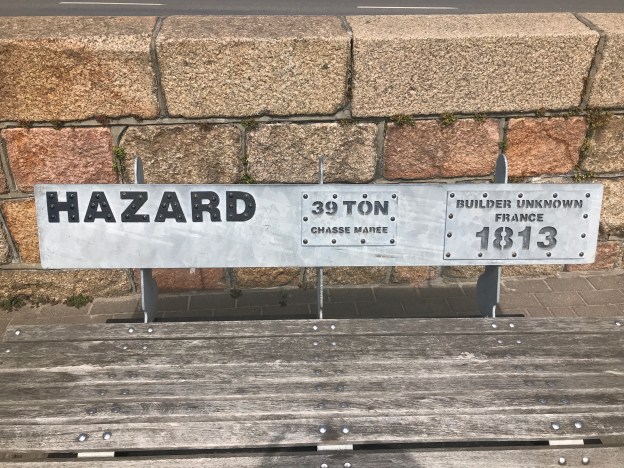 HAZARD
39 TON
CHASSE MAREE
BUILDER UNKNOWN
FRANCE
1813